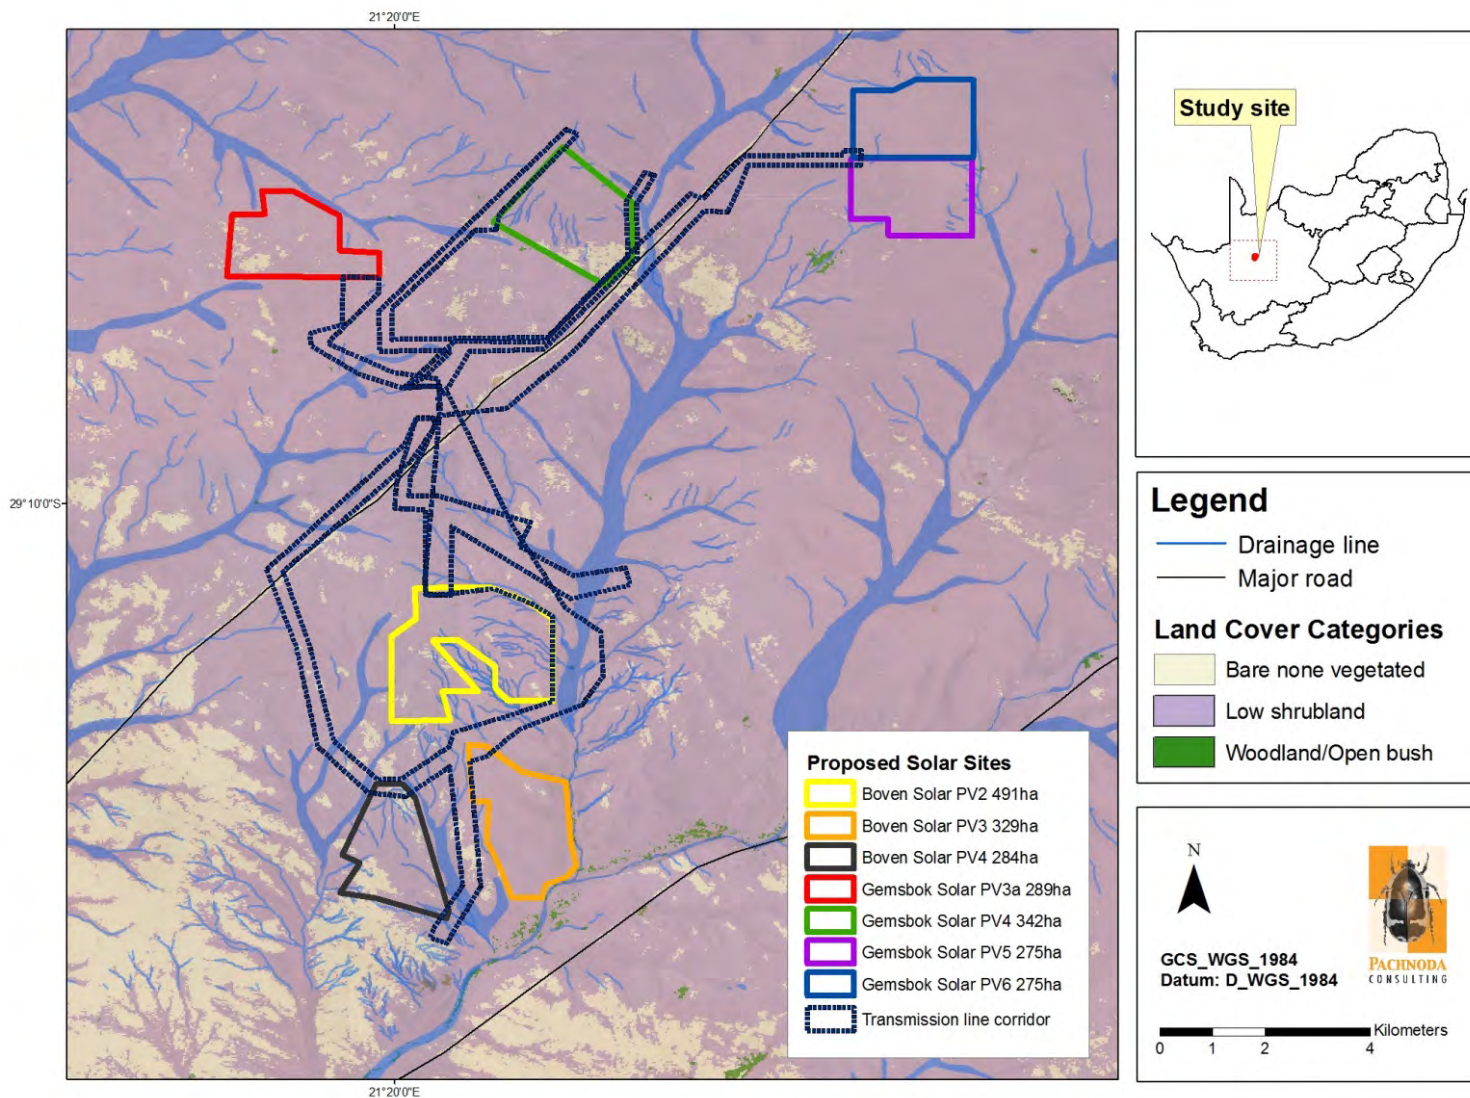 21°20'0"E
Study site
29°10'0"S
Legend
Drainage line
Major road
Land Cover Categories
Bare none vegetated
Low shrubland
Woodland/Open bush
Proposed Solar Sites
Boven Solar PV2 491ha
Boven Solar PV3 329ha
Boven Solar PV4 284ha
Gemsbok Solar PV3a 289ha
Gemsbok Solar PV4 342ha
Gemsbok Solar PV5 275ha
Gemsbok Solar PV6 275ha
Transmission line corridor
N
PACHNODA
CONSULTING
GCS_WGS_1984
Datum: D_WGS_1984
Kilometers
0 1 2 4
21°20'0"E